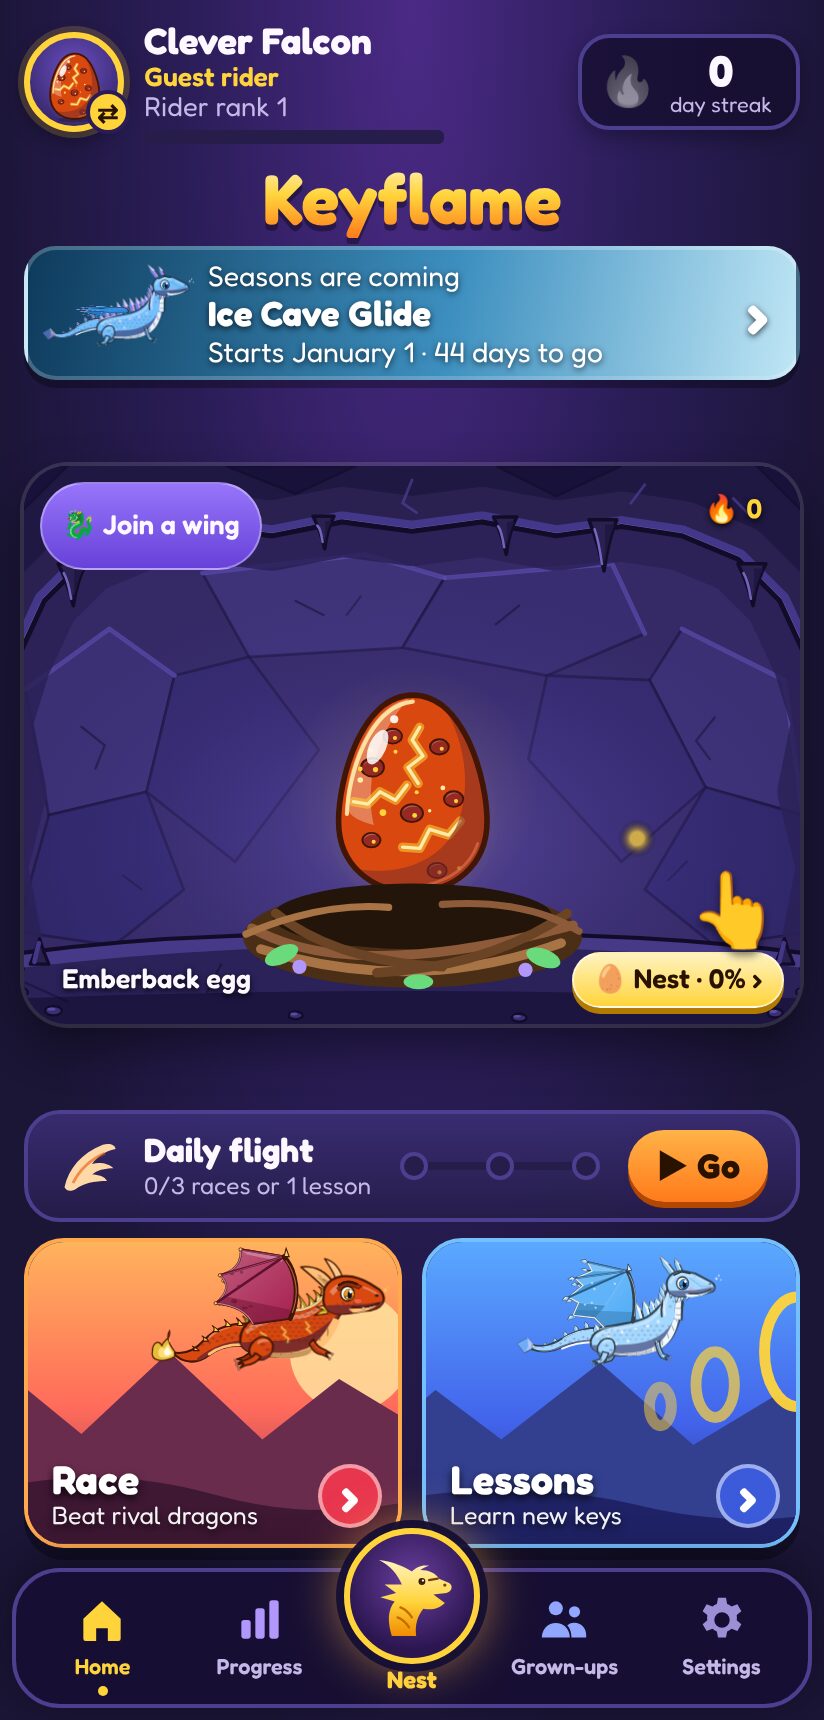 Clever Falcon
Guest rider
Rider rank 1
0
day streak
Keyflame
Seasons are coming
Ice Cave Glide
Starts January 1 · 44 days to go
Join a wing
0
Emberback egg
Nest · 0% ›
Daily flight
0/3 races or 1 lesson
Go
Race
Beat rival dragons
Lessons
Learn new keys
Home
Progress
Nest
Grown-ups
Settings